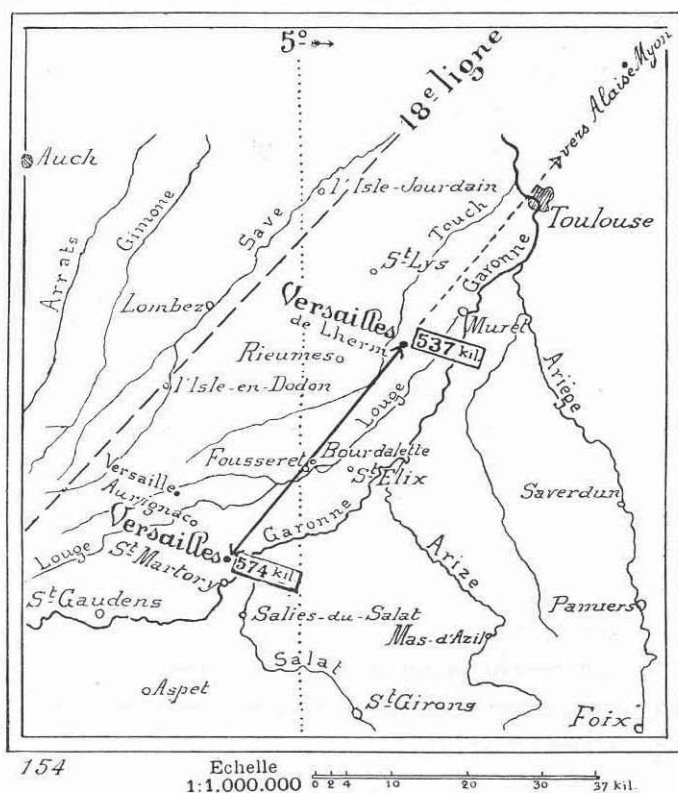 5º
18e ligne
vers Alaise
Myon
Auch
l'Isle-Jourdain
Touch
Toulouse
Arrats
Gimone
Save
St Lys
Garonne
Lombez
Versailles
de Lherm
537 kil.
Muret
Rieumes
l'Isle-en-Dodon
Louge
Ariège
Fousseret
Bourdalette
St Elix
Versaille
Aurignac
Saverdun
Garonne
Versailles
574 kil
Louge
St Martory
Arize
St Gaudens
Salies-du-Salat
Pamiers
Mas-d'Azil
Salat
Aspet
St Girons
Foix
154
Échelle
1:1.000.000
0 2 4 10 20 30 37 kil.